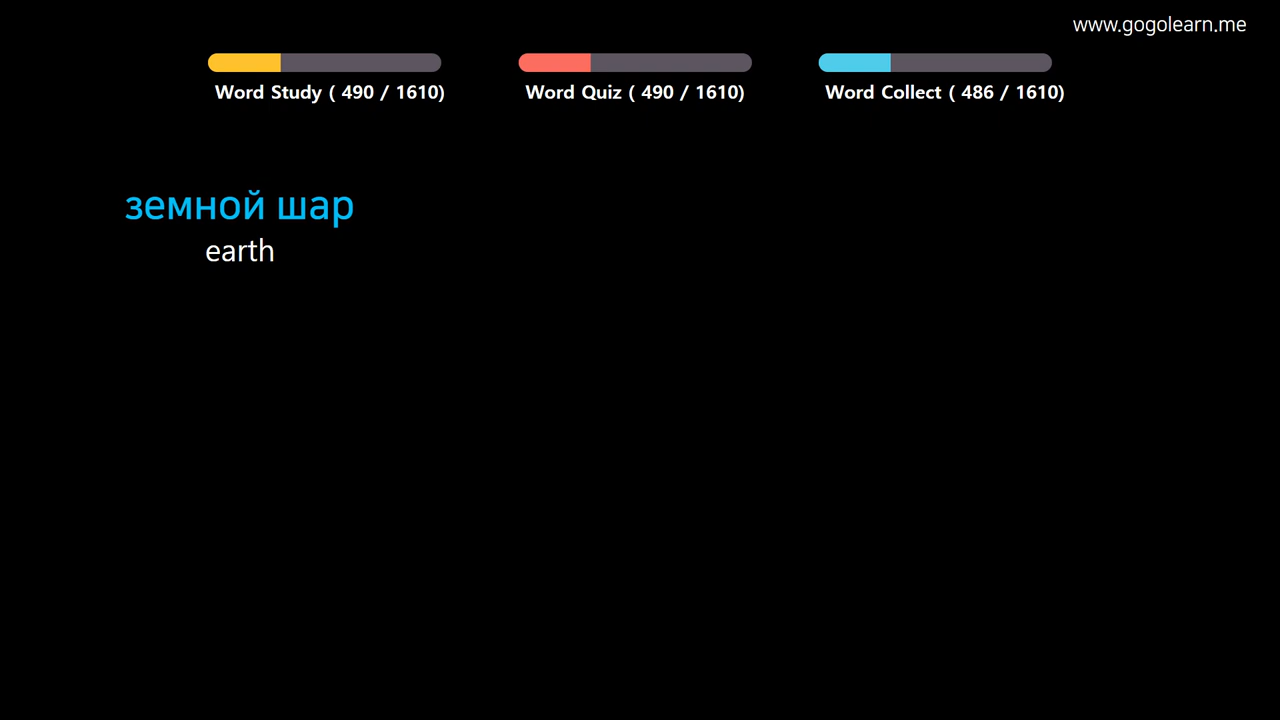 www.gogolearn.me
Word Study ( 490 / 1610)
Word Quiz ( 490 / 1610)
Word Collect ( 486 / 1610)
земной шар
earth